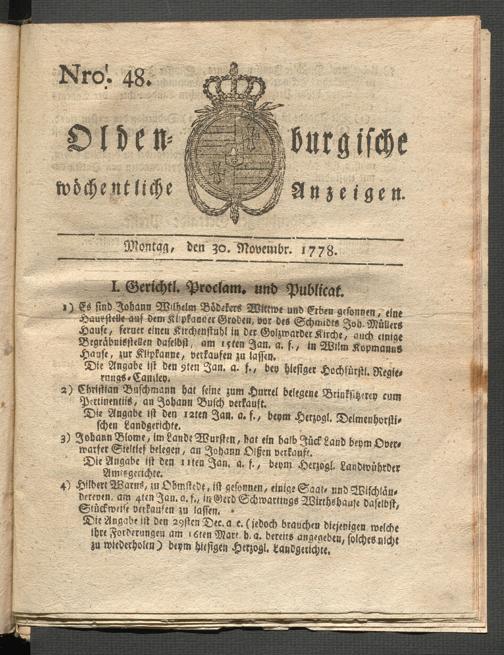 Nro. 48.
Olden- burgische
wöchentliche Anzeigen.
Montag, den 30. Novembr. 1778.
I. Gerichtl. Proclam. und Publicat.
1) Es sind Johann Wilhelm Bödekers Wittwe und Erben gesonnen, eine
Hausstelle auf dem Klipkanner Groden, vor des Schmidts Joh. Müllers
Hause, ferner einen Kirchenstuhl in der Golzwarder Kirche, auch einige
Begräbnisstellen daselbst, am 15ten Jan. a. f., in Wilm Kopmanns
Hause, zur Klipkanne, verkaufen zu lassen.
Die Angabe ist den 9ten Jan. a. f., bey hiesiger Hochfürstl. Regie-
rungs-Canzley.
2) Christian Buschmann hat seine zum Hurrel belegene Brinksitzerey cum
Pertinentiis, an Johann Busch verkauft.
Die Angabe ist den 12ten Jan. a. f., beym Herzogl. Delmenhorsti-
schen Landgerichte.
3) Johann Blome, im Lande Wursten, hat ein halb Jück Land beym Over-
warfer Sieltief belegen, an Johann Olßen verkauft.
Die Angabe ist den 11ten Jan. a. f., beym Herzogl. Landwührder
Amtsgerichte.
4) Hilbert Warns, zu Obmstede, ist gesonnen, einige Saat- und Wischlän-
dereyen, am 4ten Jan. a. f., in Gerd Schwartings Wirthshause daselbst,
Stückweise verkaufen zu lassen.
Die Angabe ist den 29sten Dec. a. c. (jedoch brauchen diejenigen welche
ihre Forderungen am 16ten Mart. h. a. bereits angegeben, solches nicht
zu wiederholen) beym hiesigen Herzogl. Landgerichte.